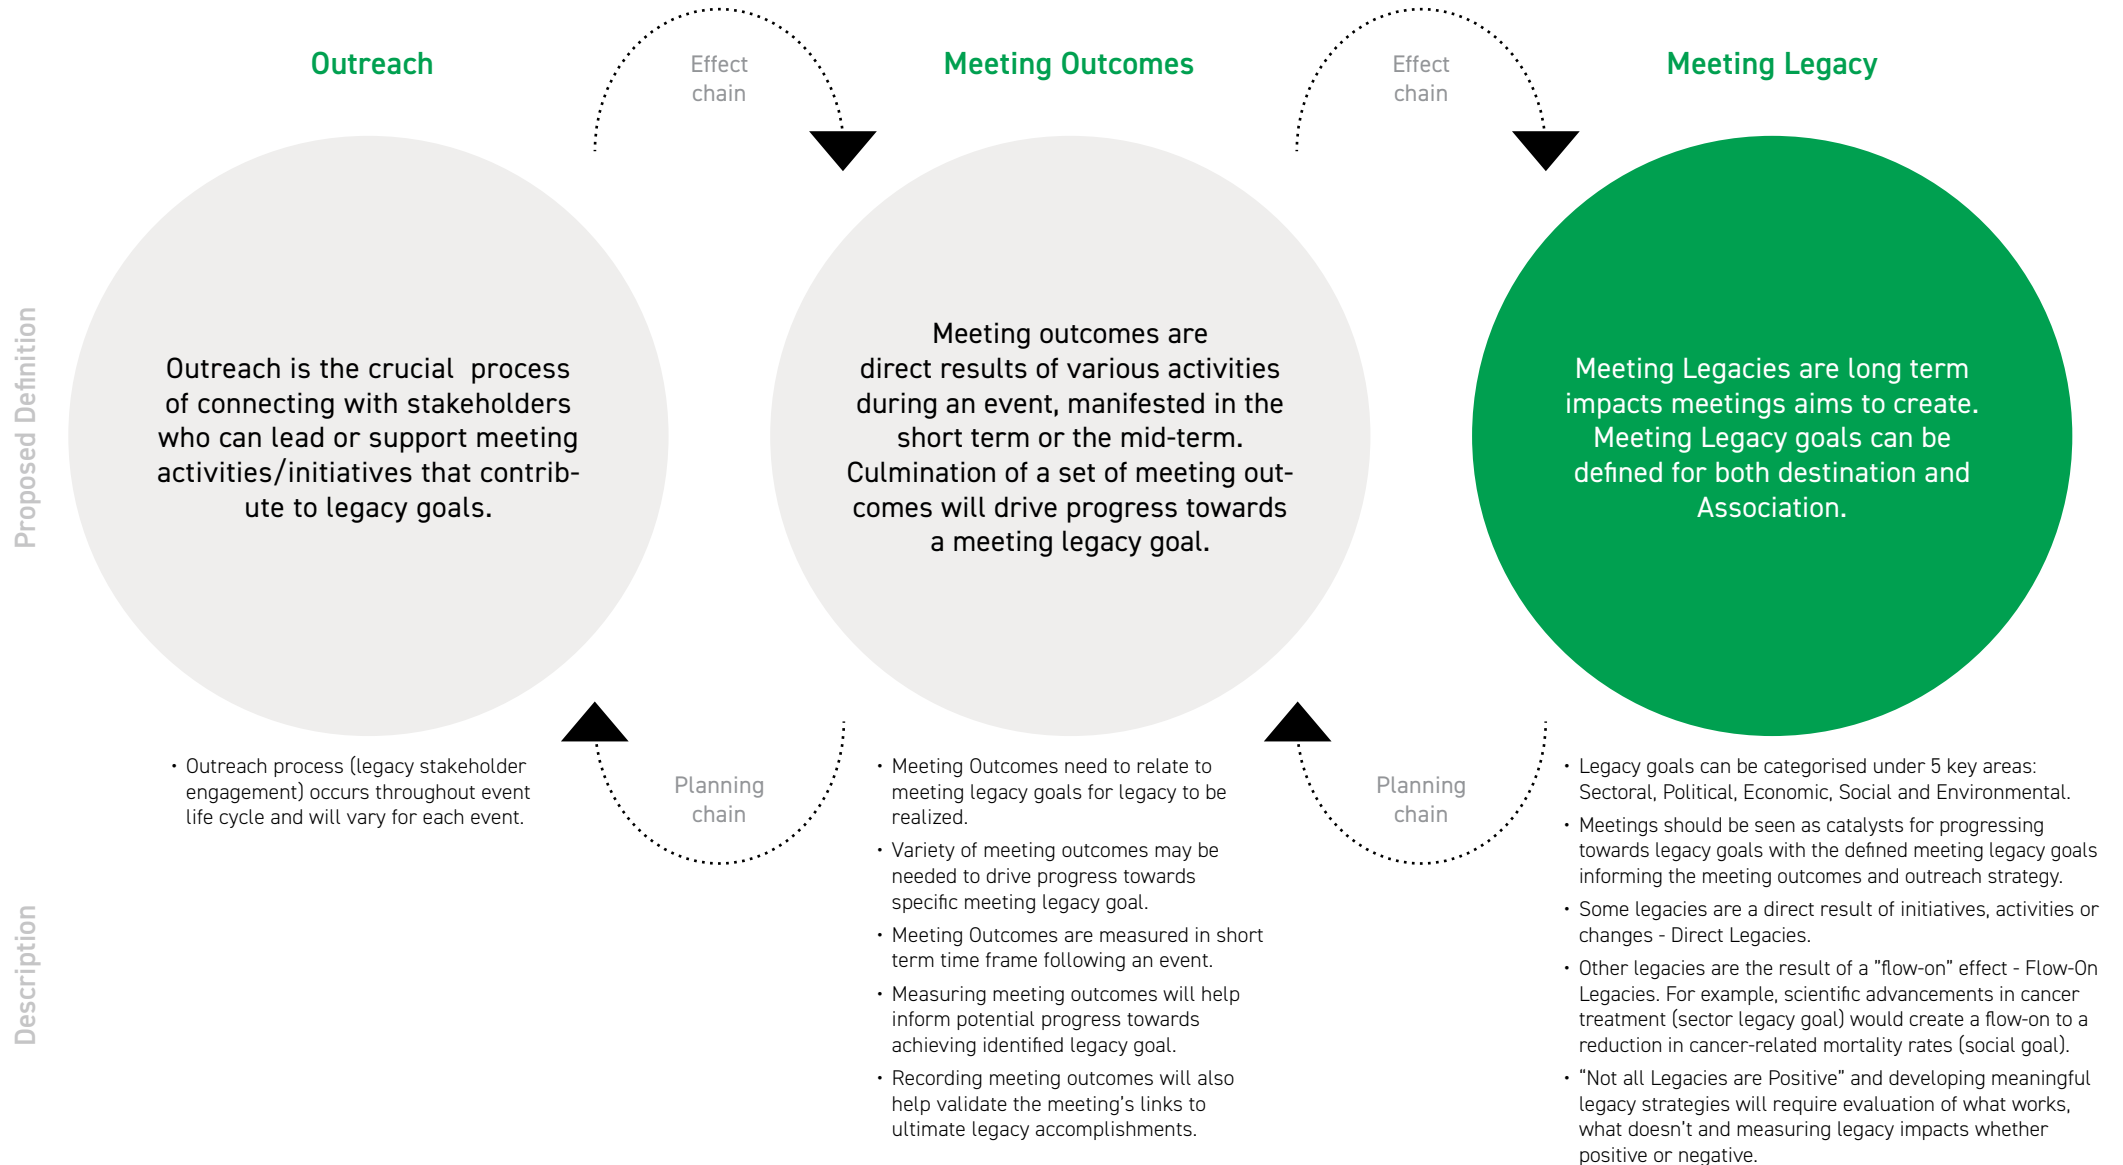 Outreach
Effect
chain
Meeting Outcomes
Effect
chain
Meeting Legacy
Proposed Definition
Outreach is the crucial process
of connecting with stakeholders
who can lead or support meeting
activities/initiatives that contrib-
ute to legacy goals.
Meeting outcomes are
direct results of various activities
during an event, manifested in the
short term or the mid-term.
Culmination of a set of meeting out-
comes will drive progress towards
a meeting legacy goal.
Meeting Legacies are long term
impacts meetings aims to create.
Meeting Legacy goals can be
defined for both destination and
Association.
Description
• Outreach process (legacy stakeholder
engagement) occurs throughout event
life cycle and will vary for each event.
Planning
chain
• Meeting Outcomes need to relate to
meeting legacy goals for legacy to be
realized.
• Variety of meeting outcomes may be
needed to drive progress towards
specific meeting legacy goal.
• Meeting Outcomes are measured in short
term time frame following an event.
• Measuring meeting outcomes will help
inform potential progress towards
achieving identified legacy goal.
• Recording meeting outcomes will also
help validate the meeting's links to
ultimate legacy accomplishments.
Planning
chain
• Legacy goals can be categorised under 5 key areas:
Sectoral, Political, Economic, Social and Environmental.
• Meetings should be seen as catalysts for progressing
towards legacy goals with the defined meeting legacy goals
informing the meeting outcomes and outreach strategy.
• Some legacies are a direct result of initiatives, activities or
changes - Direct Legacies.
• Other legacies are the result of a ”flow-on” effect - Flow-On
Legacies. For example, scientific advancements in cancer
treatment (sector legacy goal) would create a flow-on to a
reduction in cancer-related mortality rates (social goal).
• “Not all Legacies are Positive” and developing meaningful
legacy strategies will require evaluation of what works,
what doesn't and measuring legacy impacts whether
positive or negative.